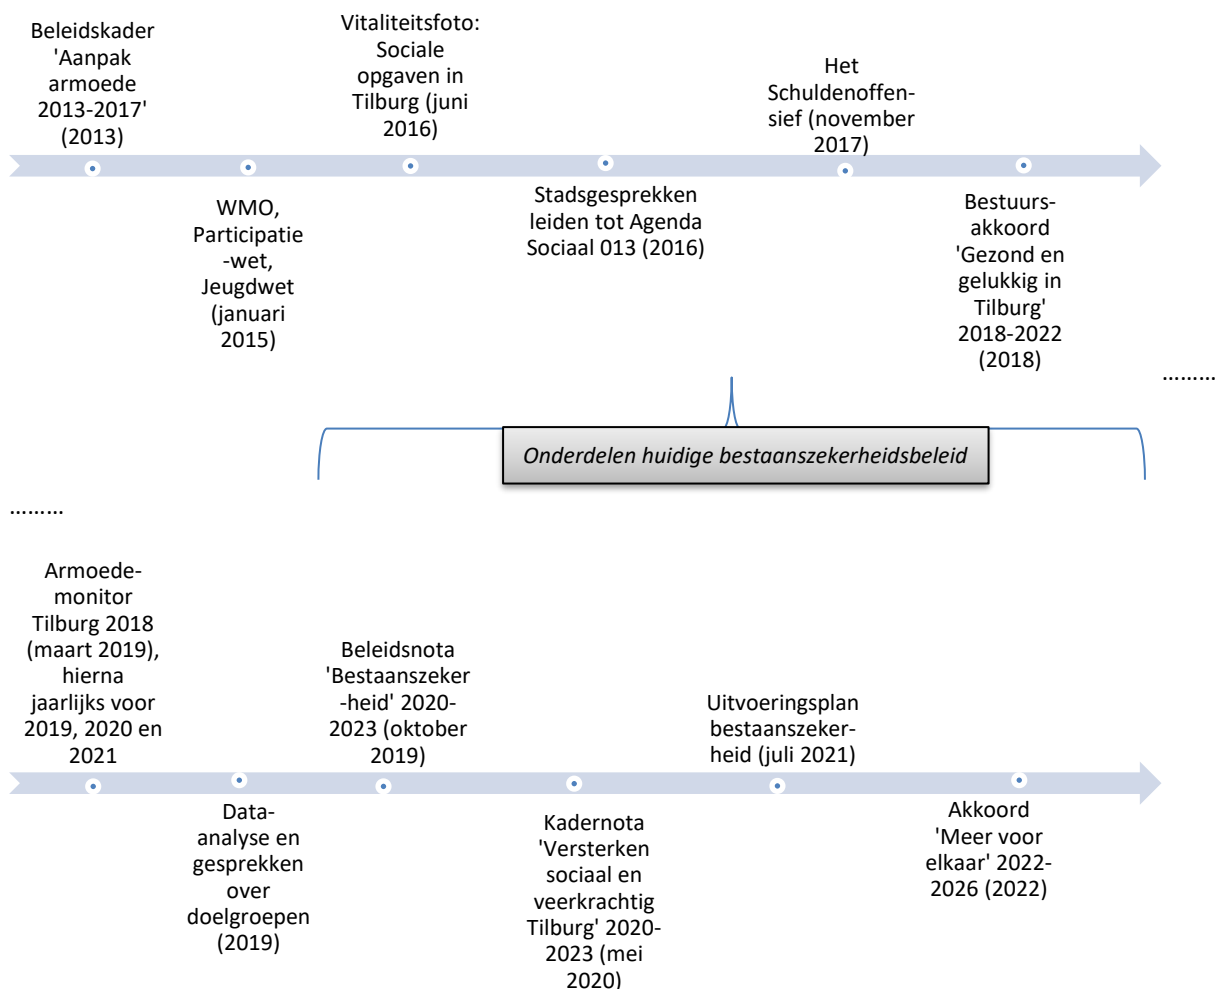 Beleidskader
'Aanpak
armoede
2013-2017'
(2013)
WMO,
Participatie
-wet,
Jeugdwet
(januari
2015)
Vitaliteitsfoto:
Sociale
opgaven in
Tilburg (juni
2016)
Stadsgesprekken
leiden tot Agenda
Sociaal 013 (2016)
Het
Schuldenoffen-
sief (november
2017)
Bestuurs-
akkoord
'Gezond en
gelukkig in
Tilburg'
2018-2022
(2018)
………
Onderdelen huidige bestaanszekerheidsbeleid
………
Armoede-
monitor
Tilburg 2018
(maart 2019),
hierna
jaarlijks voor
2019, 2020 en
2021
Data-
analyse en
gesprekken
over
doelgroepen
(2019)
Beleidsnota
'Bestaanszeker
-heid' 2020-
2023 (oktober
2019)
Kadernota
'Versterken
sociaal en
veerkrachtig
Tilburg' 2020-
2023 (mei
2020)
Uitvoeringsplan
bestaanszeker-
heid (juli 2021)
Akkoord
'Meer voor
elkaar' 2022-
2026 (2022)